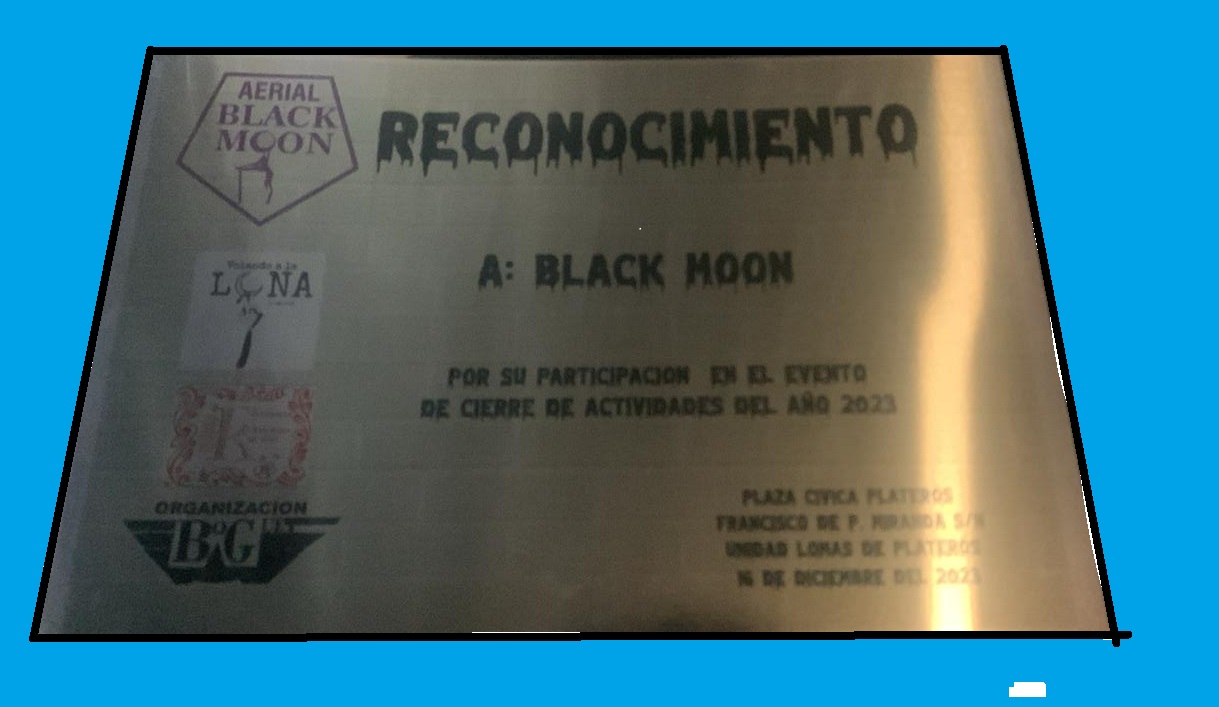 AERIAL
BLACK
MOON
RECONOCIMIENTO
A: BLACK MOON
Volando a la
LUNA
POR SU PARTICIPACION EN EL EVENTO
DE CIERRE DE ACTIVIDADES DEL AÑO 2023
ORGANIZACION
BoG
PLAZA CIVICA PLATEROS
FRANCISCO DE P. MIRANDA S/N
UNIDAD LOMAS DE PLATEROS
16 DE DICIEMBRE DEL 2023